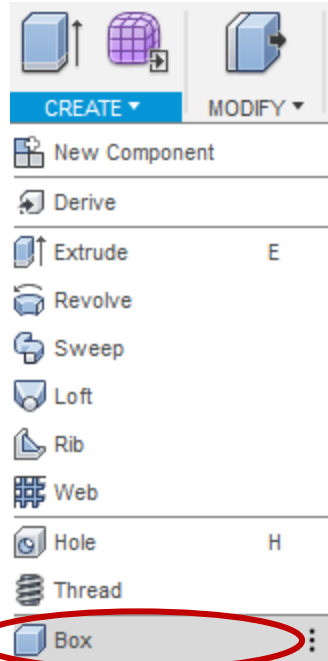 CREATE ▼ MODIFY ▼
New Component
Derive
Extrude E
Revolve
Sweep
Loft
Rib
Web
Hole H
Thread
Box